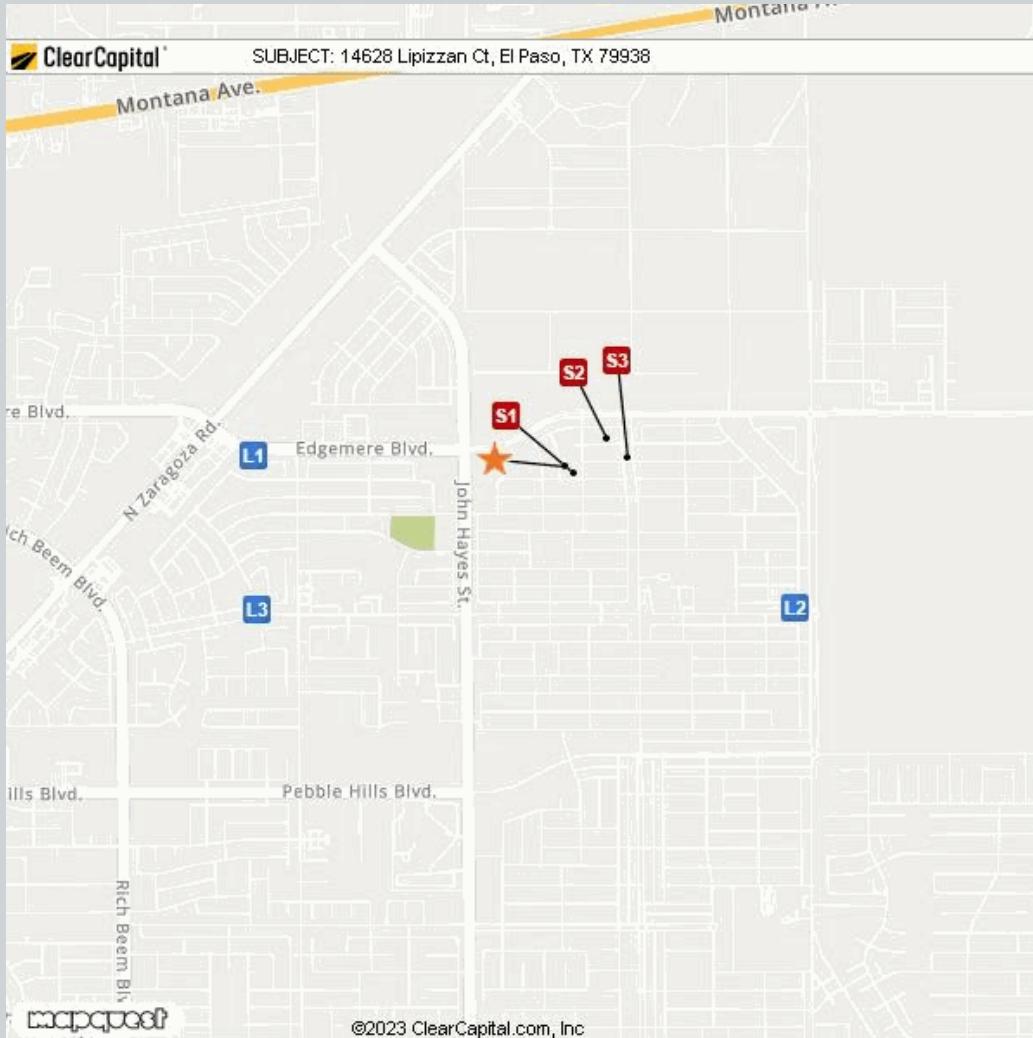 Montana A
ClearCapital
SUBJECT: 14628 Lipizzan Ct, El Paso, TX 79938
Montana Ave.
S3
S2
S1
re Blvd.
L1
Edgemere Blvd.
N Zaragoza Rd.
John Hayes St.
ich Beem Blvd.
L3
L2
ills Blvd.
Pebble Hills Blvd.
Rich Beem Blv
mapquest
©2023 ClearCapital.com, Inc